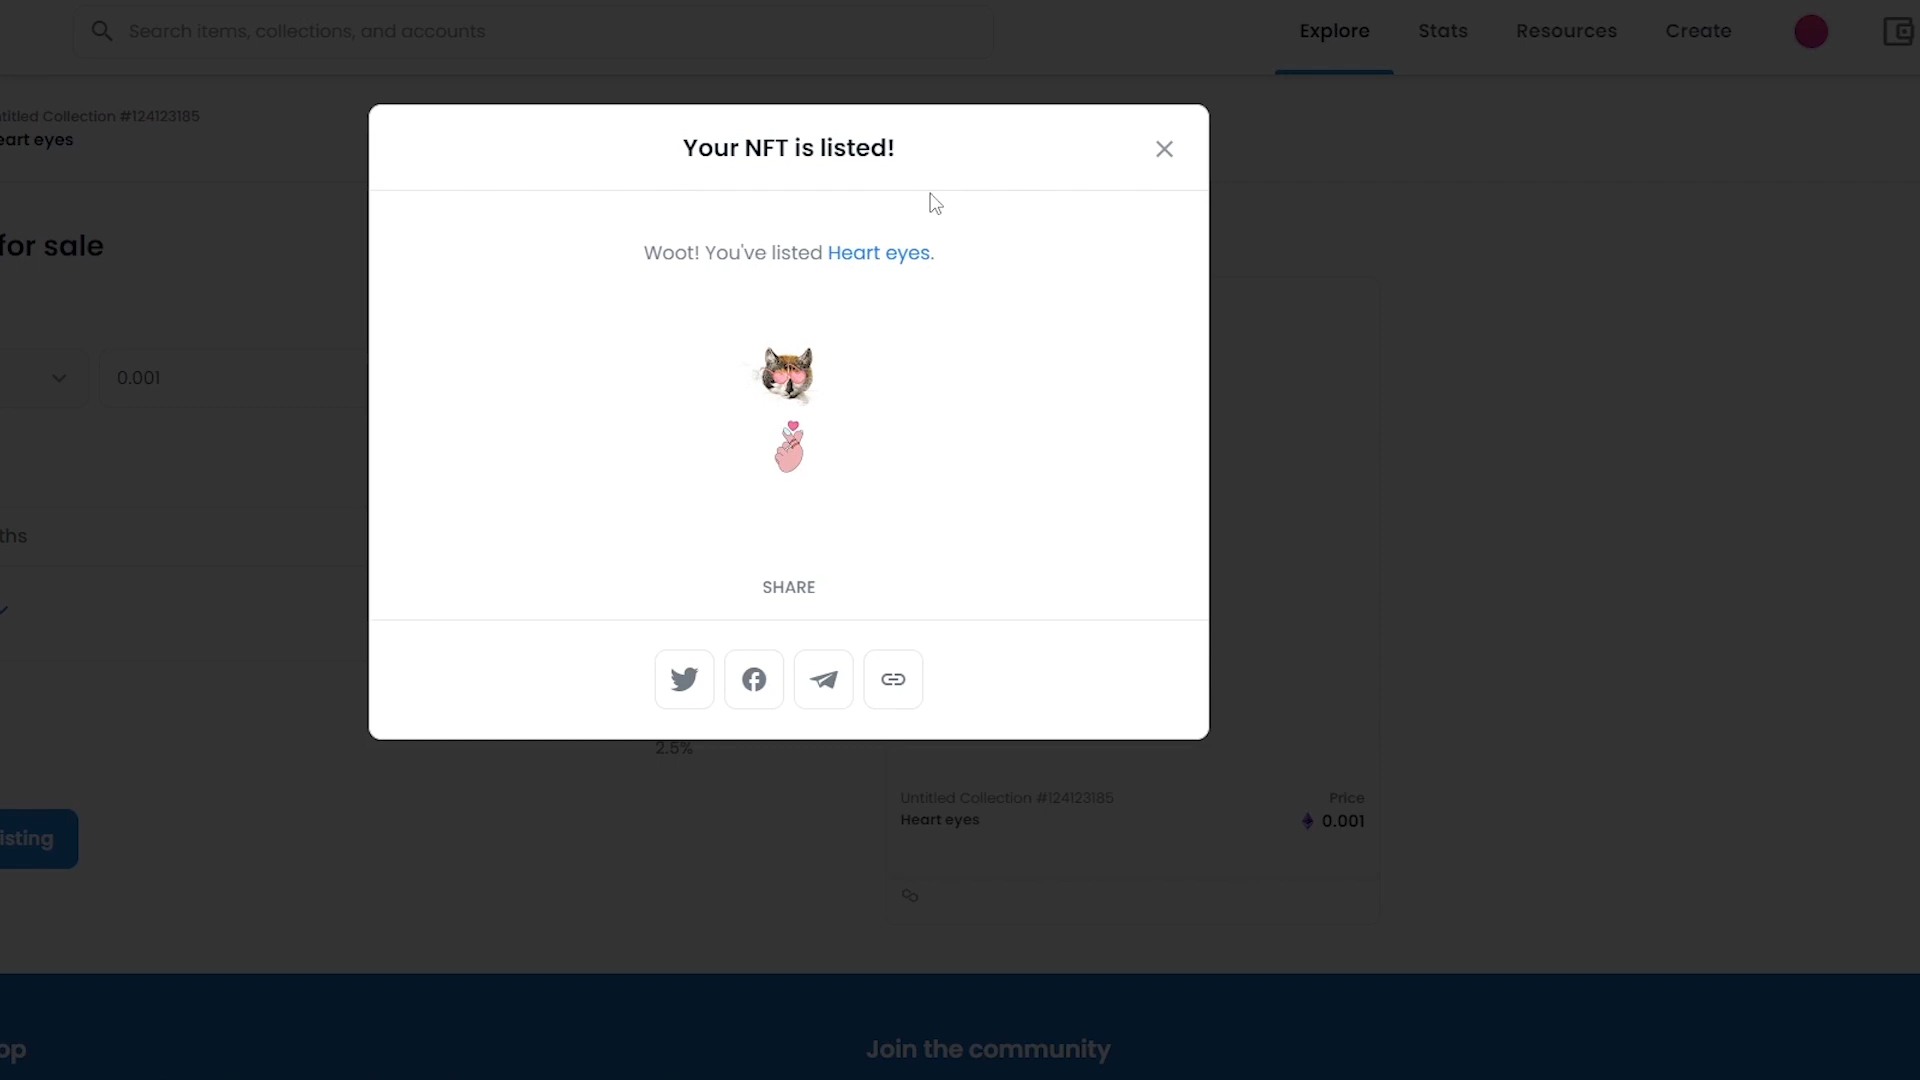 Search items, collections, and accounts
Explore
Stats
Resources
Create
ntitled Collection #124123185
eart eyes
for sale
0.001
ths
Your NFT is listed!
Woot! You've listed Heart eyes.
SHARE
2.5%
Untitled Collection #124123185
Price
Heart eyes
0.001
isting
op
Join the community